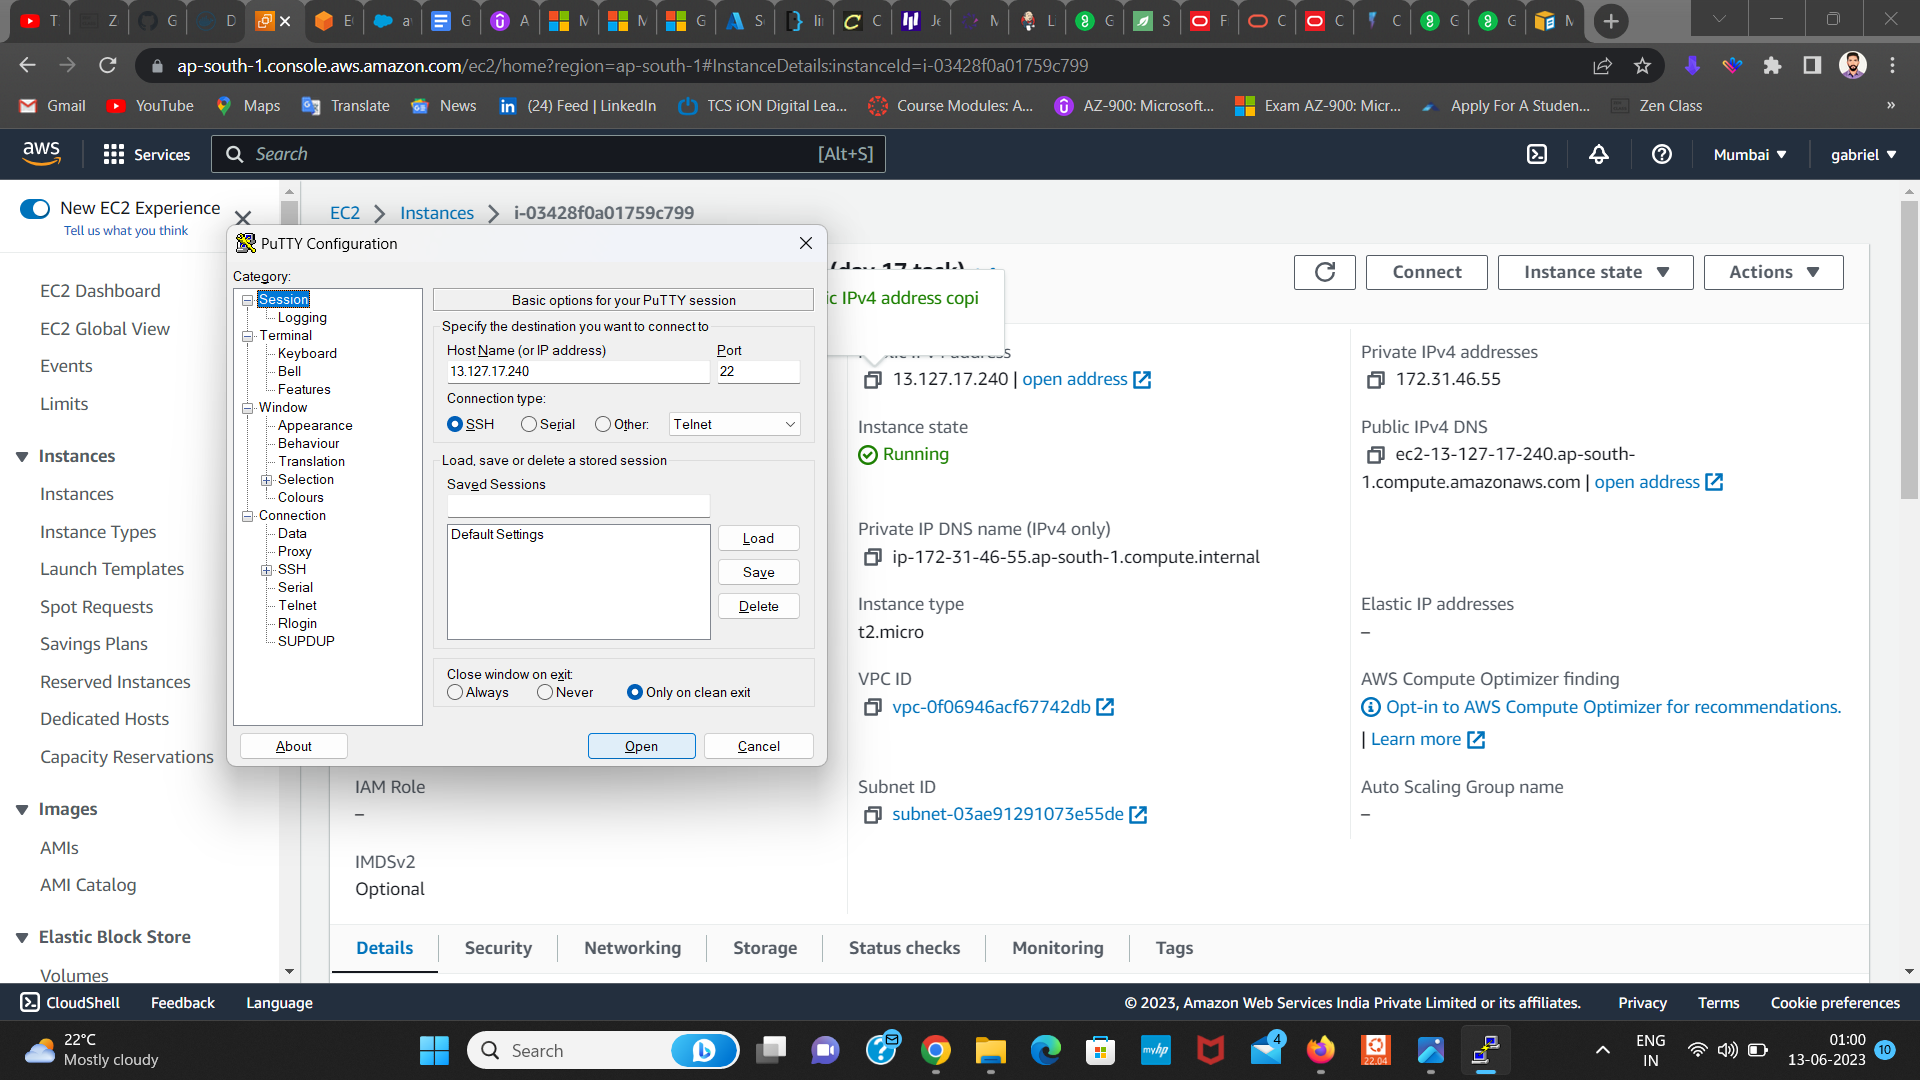 ap-south-1.console.aws.amazon.com/ec2/home?region=ap-south-1#InstanceDetails:instanceId=i-03428f0a01759c799
Gmail YouTube Maps Translate News (24) Feed | LinkedIn TCS iON Digital Lea... Course Modules: A... AZ-900: Microsoft... Exam AZ-900: Micr... Apply For A Studen... Zen Class »
aws Services Search [Alt+S] Mumbai gabriel
New EC2 Experience
Tell us what you think
EC2 Dashboard
EC2 Global View
Events
Limits
Instances
Instances
Instance Types
Launch Templates
Spot Requests
Savings Plans
Reserved Instances
Dedicated Hosts
Capacity Reservations
Images
AMIs
AMI Catalog
Elastic Block Store
Volumes
EC2 > Instances > i-03428f0a01759c799
PuTTY Configuration
Category:
Session
Logging
Terminal
Keyboard
Bell
Features
Window
Appearance
Behaviour
Translation
Selection
Colours
Connection
Data
Proxy
SSH
Serial
Telnet
Rlogin
SUPDUP
Basic options for your PuTTY session
Specify the destination you want to connect to
Host Name (or IP address) Port
13.127.17.240 22
Connection type:
SSH Serial Other: Telnet
Load, save or delete a stored session
Saved Sessions
Default Settings
Load
Save
Delete
Close window on exit:
Always Never Only on clean exit
About Open Cancel
(day-17 task)
Connect Instance state Actions
ic IPv4 address copi
13.127.17.240 | open address
Instance state
Running
Private IP DNS name (IPv4 only)
ip-172-31-46-55.ap-south-1.compute.internal
Instance type
t2.micro
VPC ID
vpc-0f06946acf67742db
Subnet ID
subnet-03ae91291073e55de
Private IPv4 addresses
172.31.46.55
Public IPv4 DNS
ec2-13-127-17-240.ap-south-
1.compute.amazonaws.com | open address
Elastic IP addresses
–
AWS Compute Optimizer finding
Opt-in to AWS Compute Optimizer for recommendations.
| Learn more
Auto Scaling Group name
–
IAM Role
–
IMDSv2
Optional
Details Security Networking Storage Status checks Monitoring Tags
CloudShell Feedback Language © 2023, Amazon Web Services India Private Limited or its affiliates. Privacy Terms Cookie preferences
22°C
Mostly cloudy
Search
myhp
4
22.04
ENG
IN
01:00
13-06-2023
10